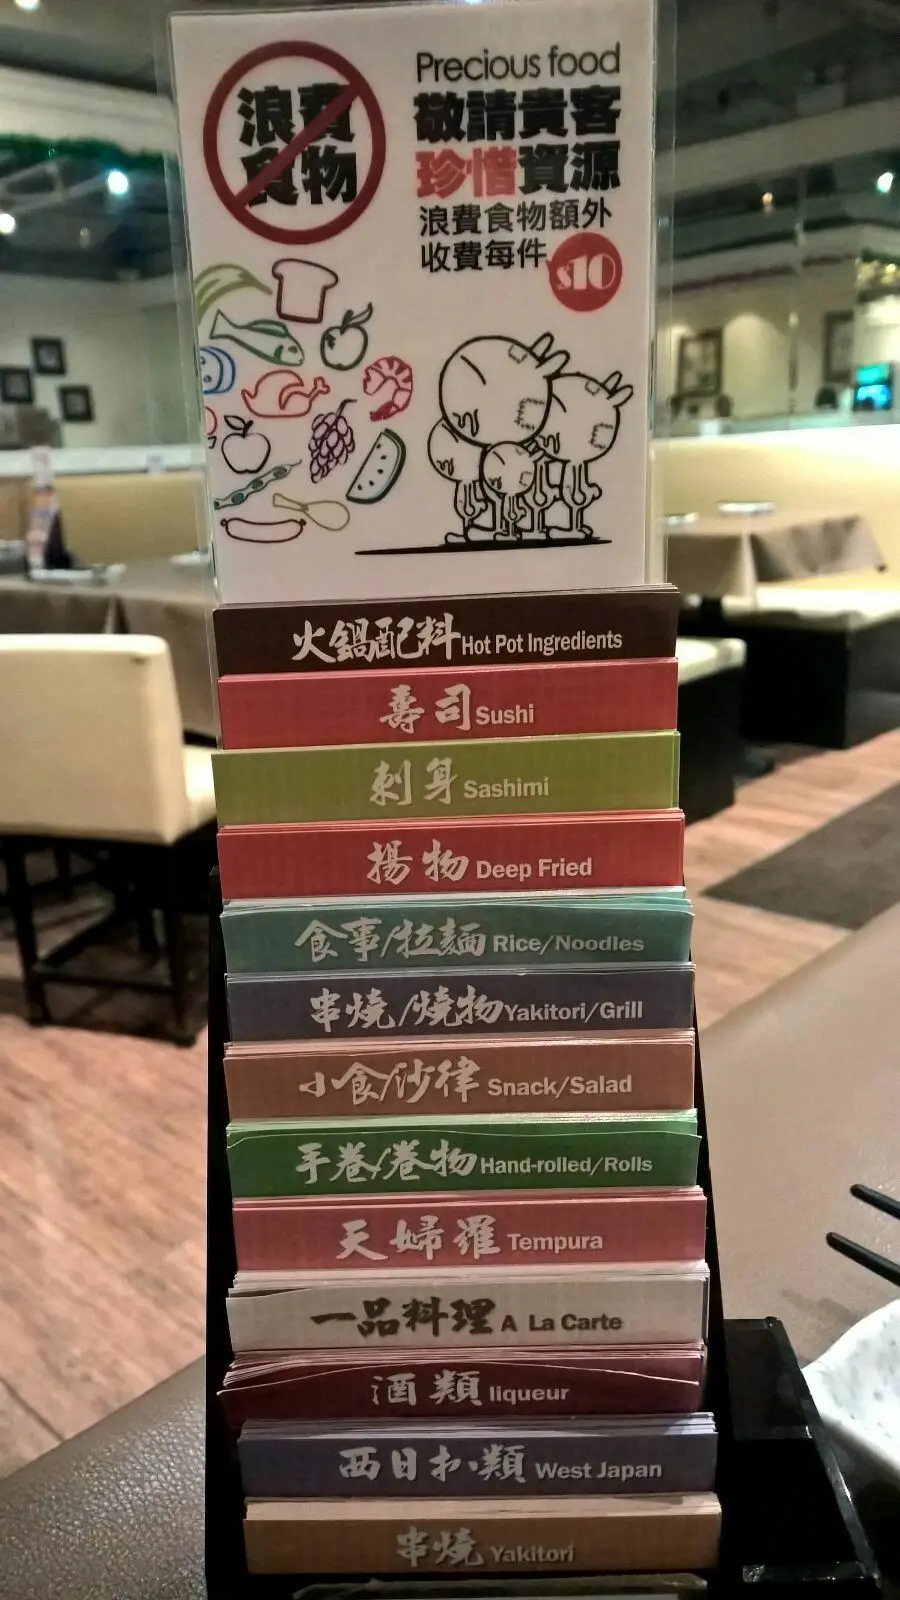 浪費
食物
Precious food
敬請貴客
珍惜資源
浪費食物額外
收費每件
$10
火鍋配料 Hot Pot Ingredients
壽司 Sushi
刺身 Sashimi
揚物 Deep Fried
食事/拉麵 Rice/Noodles
串燒/燒物 Yakitori/Grill
小食/沙律 Snack/Salad
手卷/卷物 Hand-rolled/Rolls
天婦羅 Tempura
一品料理 A La Carte
酒類 liqueur
西日扒類 West Japan
串燒 Yakitori